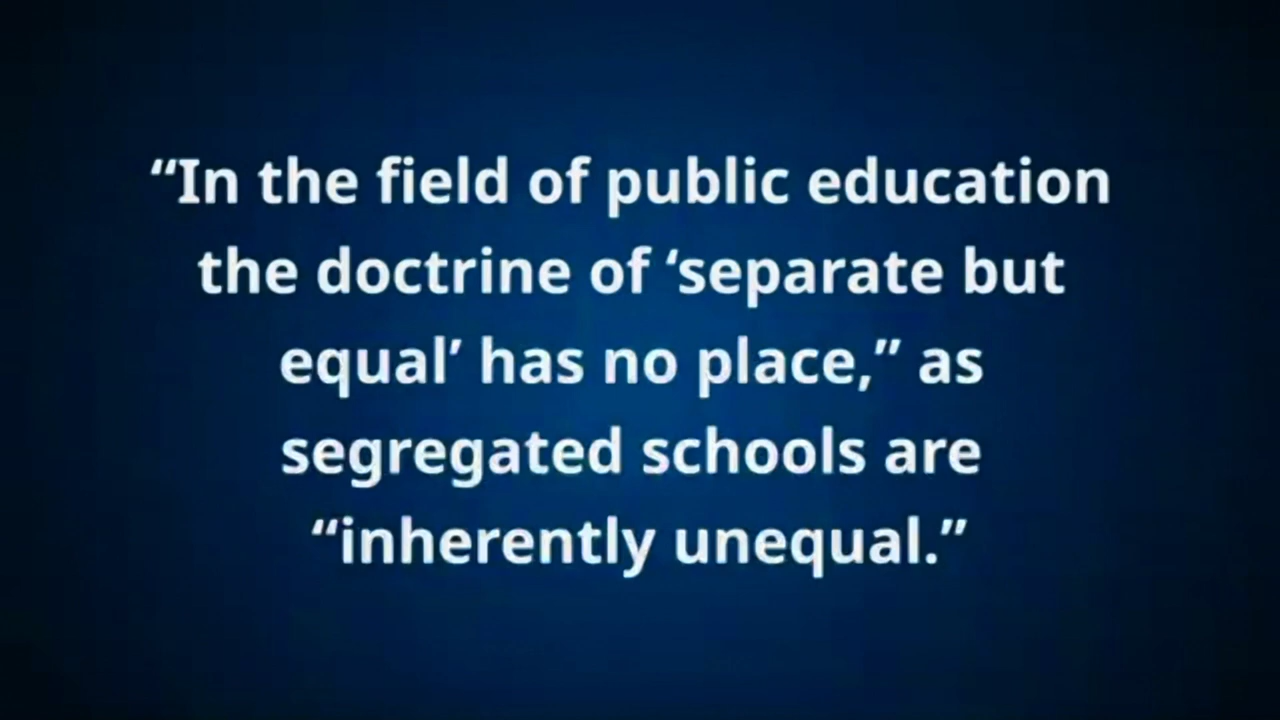 “In the field of public education
the doctrine of ‘separate but
equal’ has no place,” as
segregated schools are
“inherently unequal.”